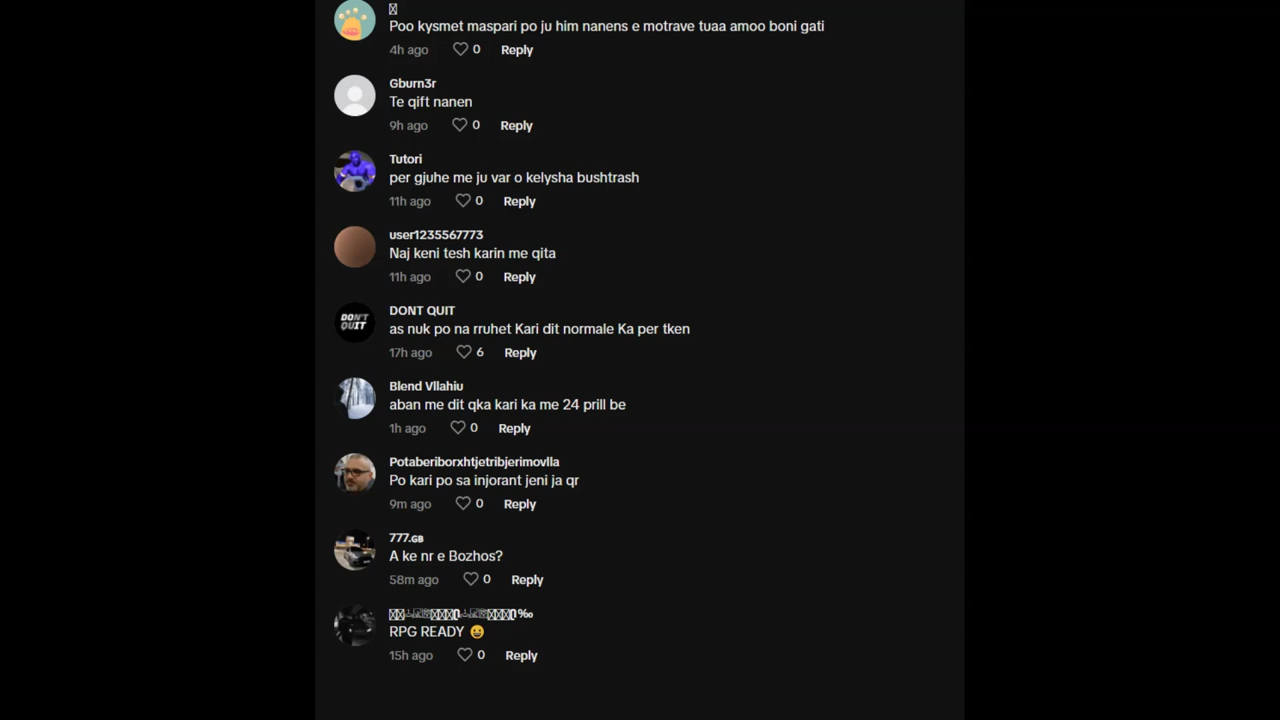 Poo kysmet maspari po ju him nanens e motrave tuaa amoo boni gati
4h ago 0 Reply
Gburn3r
Te qift nanen
9h ago 0 Reply
Tutori
per gjuhe me ju var o kelysha bushtrash
11h ago 0 Reply
user1235567773
Naj keni tesh karin me qita
11h ago 0 Reply
DON'T QUIT
DONT QUIT
as nuk po na rruhet Kari dit normale Ka per tken
17h ago 6 Reply
Blend Vllahiu
aban me dit qka kari ka me 24 prill be
1h ago 0 Reply
Potaberiborxhtjetribjerimovlla
Po kari po sa injorant jeni ja qr
9m ago 0 Reply
777.GB
A ke nr e Bozhos?
58m ago 0 Reply
RPG READY 😀
15h ago 0 Reply